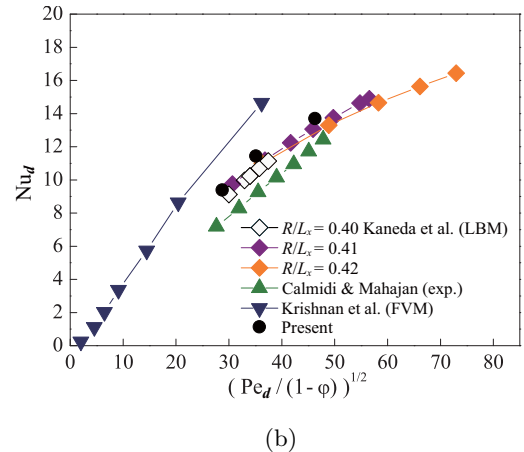 Nu_d
20
18
16
14
12
10
8
6
4
2
0
R/Lₓ = 0.40 Kaneda et al. (LBM)
R/Lₓ = 0.41
R/Lₓ = 0.42
Calmidi & Mahajan (exp.)
Krishnan et al. (FVM)
Present
0 10 20 30 40 50 60 70 80
( Pe_d / (1 - φ) )^1/2
(b)